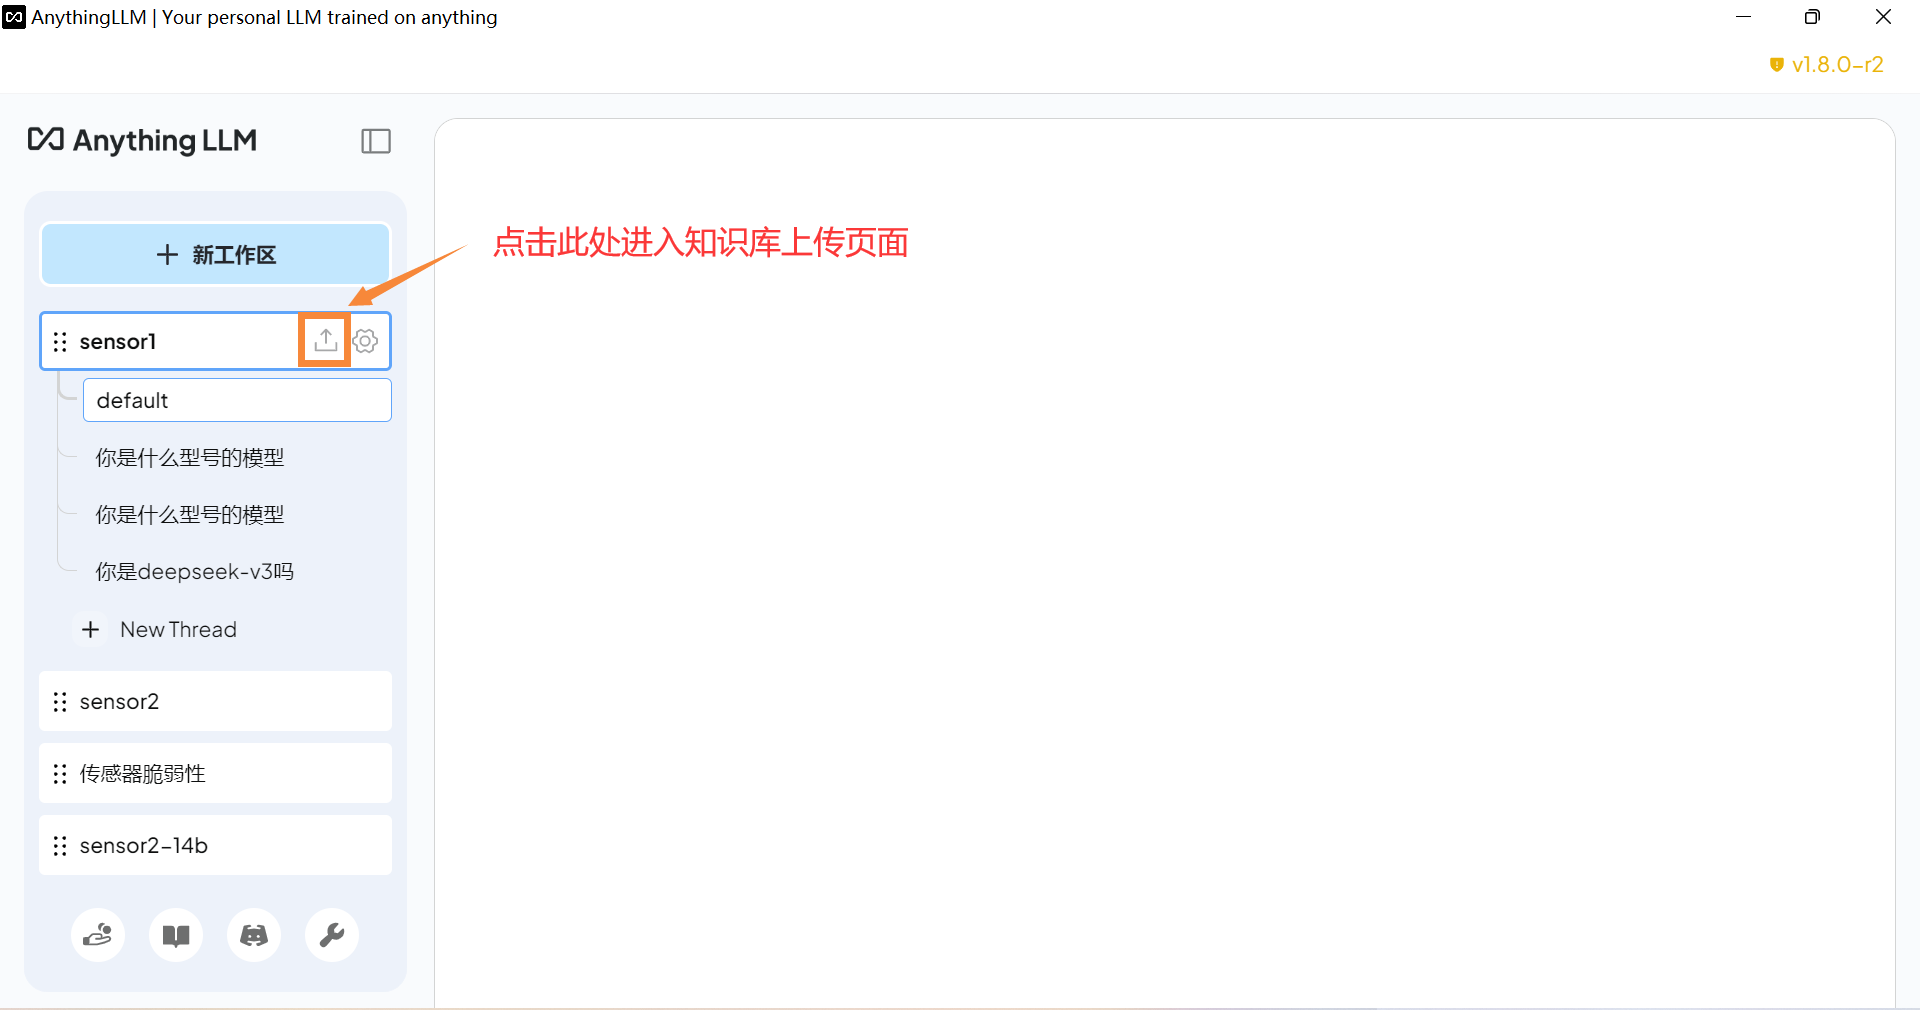 AnythingLLM | Your personal LLM trained on anything
v1.8.0-r2
Anything LLM
新工作区
点击此处进入知识库上传页面
sensor1
default
你是什么型号的模型
你是什么型号的模型
你是deepseek-v3吗
New Thread
sensor2
传感器脆弱性
sensor2-14b